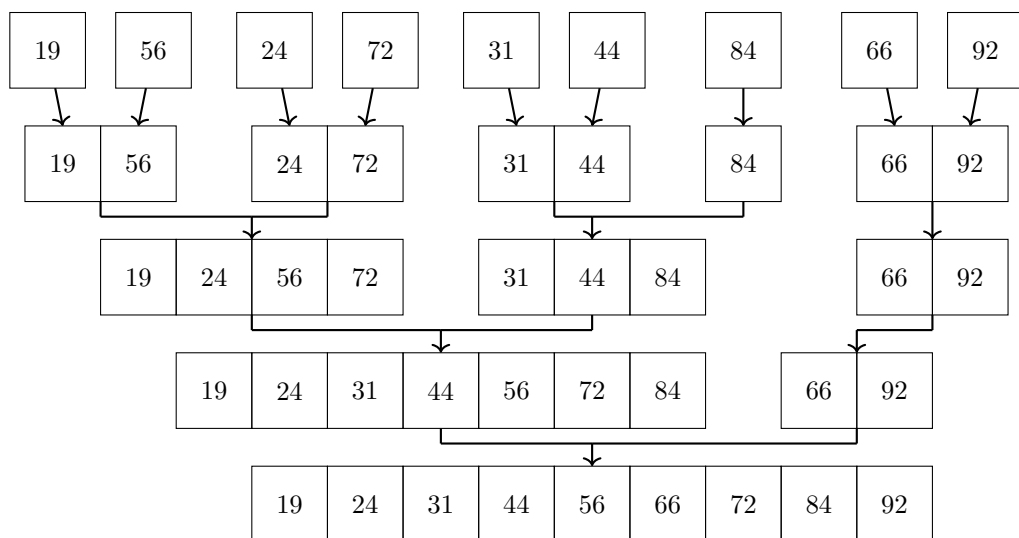 19 56 24 72 31 44 84 66 92
19 56 24 72 31 44 84 66 92
19 24 56 72 31 44 84 66 92
19 24 31 44 56 72 84 66 92
19 24 31 44 56 66 72 84 92